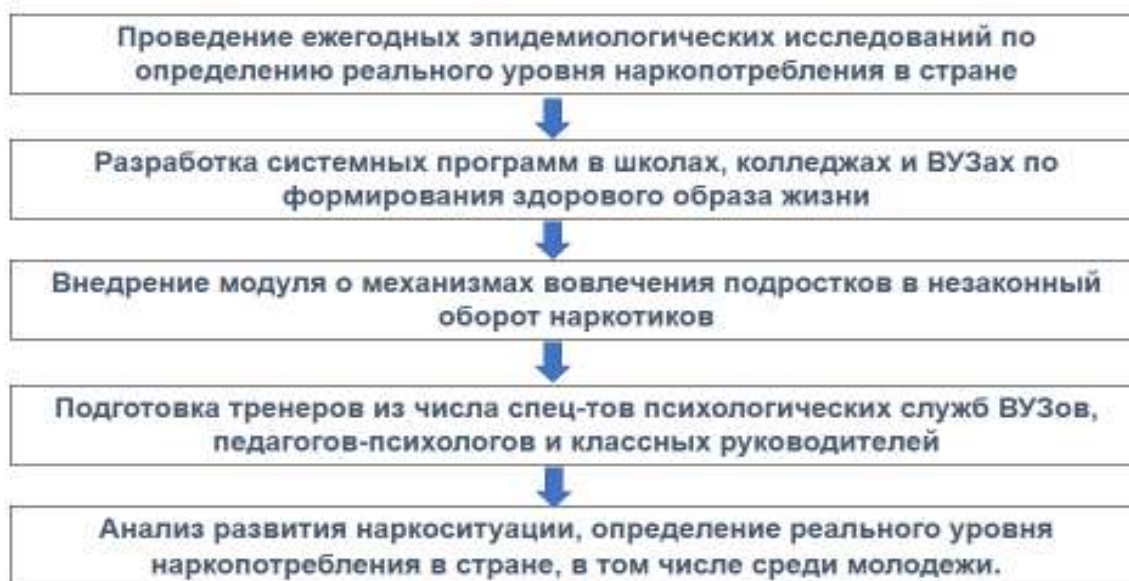 Проведение ежегодных эпидемиологических исследований по
определению реального уровня наркопотребления в стране
Разработка системных программ в школах, колледжах и ВУЗах по
формирования здорового образа жизни
Внедрение модуля о механизмах вовлечения подростков в незаконный
оборот наркотиков
Подготовка тренеров из числа спец-тов психологических служб ВУЗов,
педагогов-психологов и классных руководителей
Анализ развития наркоситуации, определение реального уровня
наркопотребления в стране, в том числе среди молодежи.